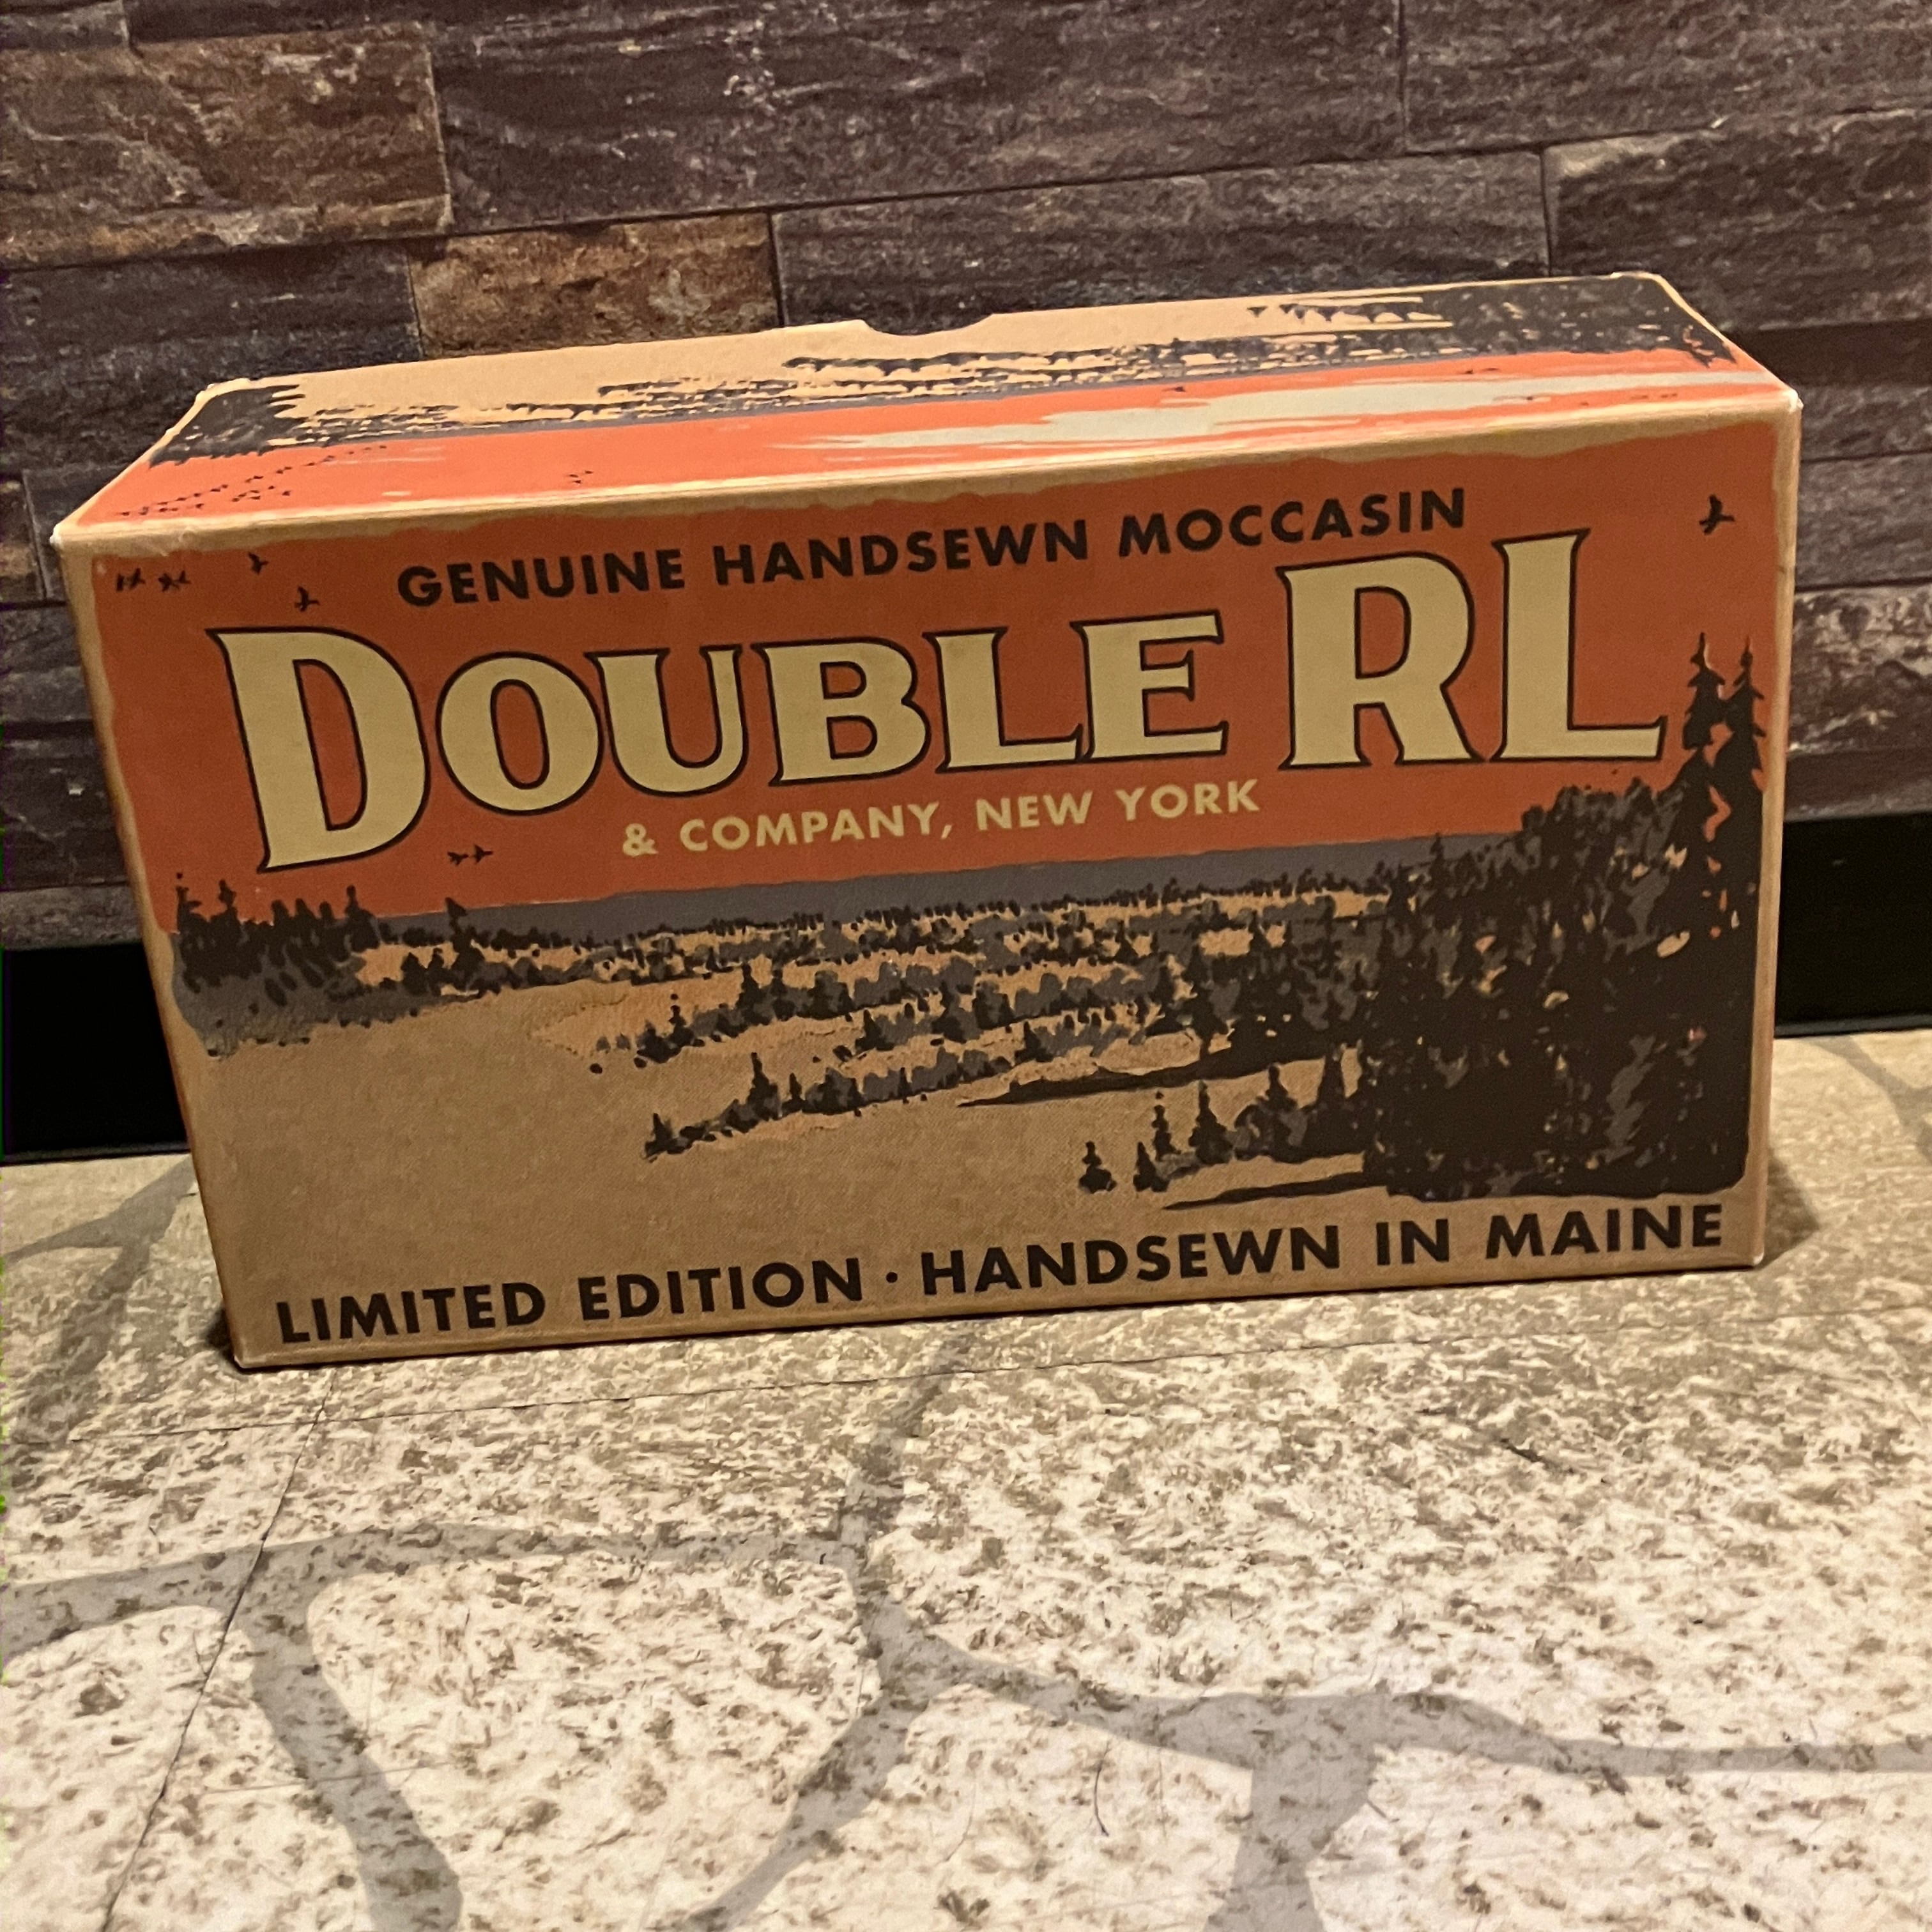 GENUINE HANDSEWN MOCCASIN
DOUBLE RL
& COMPANY, NEW YORK
LIMITED EDITION · HANDSEWN IN MAINE